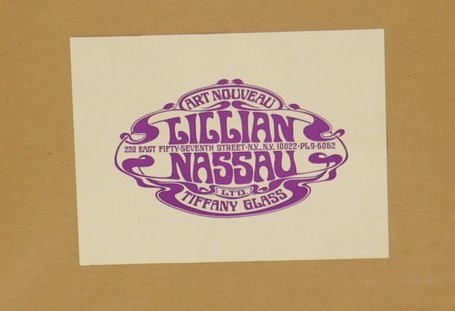 ART NOUVEAU
LILLIAN
220 EAST FIFTY-SEVENTH STREET-N.Y., N.Y. 10022-PL9-6062
NASSAU
LTD.
TIFFANY GLASS